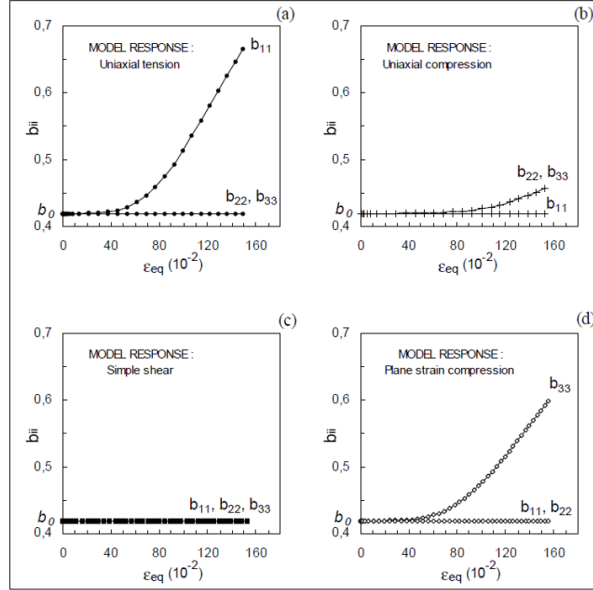 (a)
0,7
MODEL RESPONSE :
Uniaxial tension
b11
0,6
bii
0,5
b22, b33
b0
0,4
0 40 80 120 160
εeq (10-2)
(b)
0,7
MODEL RESPONSE :
Uniaxial compression
0,6
bii
0,5
b22, b33
b11
b0
0,4
0 40 80 120 160
εeq (10-2)
(c)
0,7
MODEL RESPONSE :
Simple shear
0,6
bii
0,5
b11, b22, b33
b0
0,4
0 40 80 120 160
εeq (10-2)
(d)
0,7
MODEL RESPONSE :
Plane strain compression
b33
0,6
bii
0,5
b11, b22
b0
0,4
0 40 80 120 160
εeq (10-2)